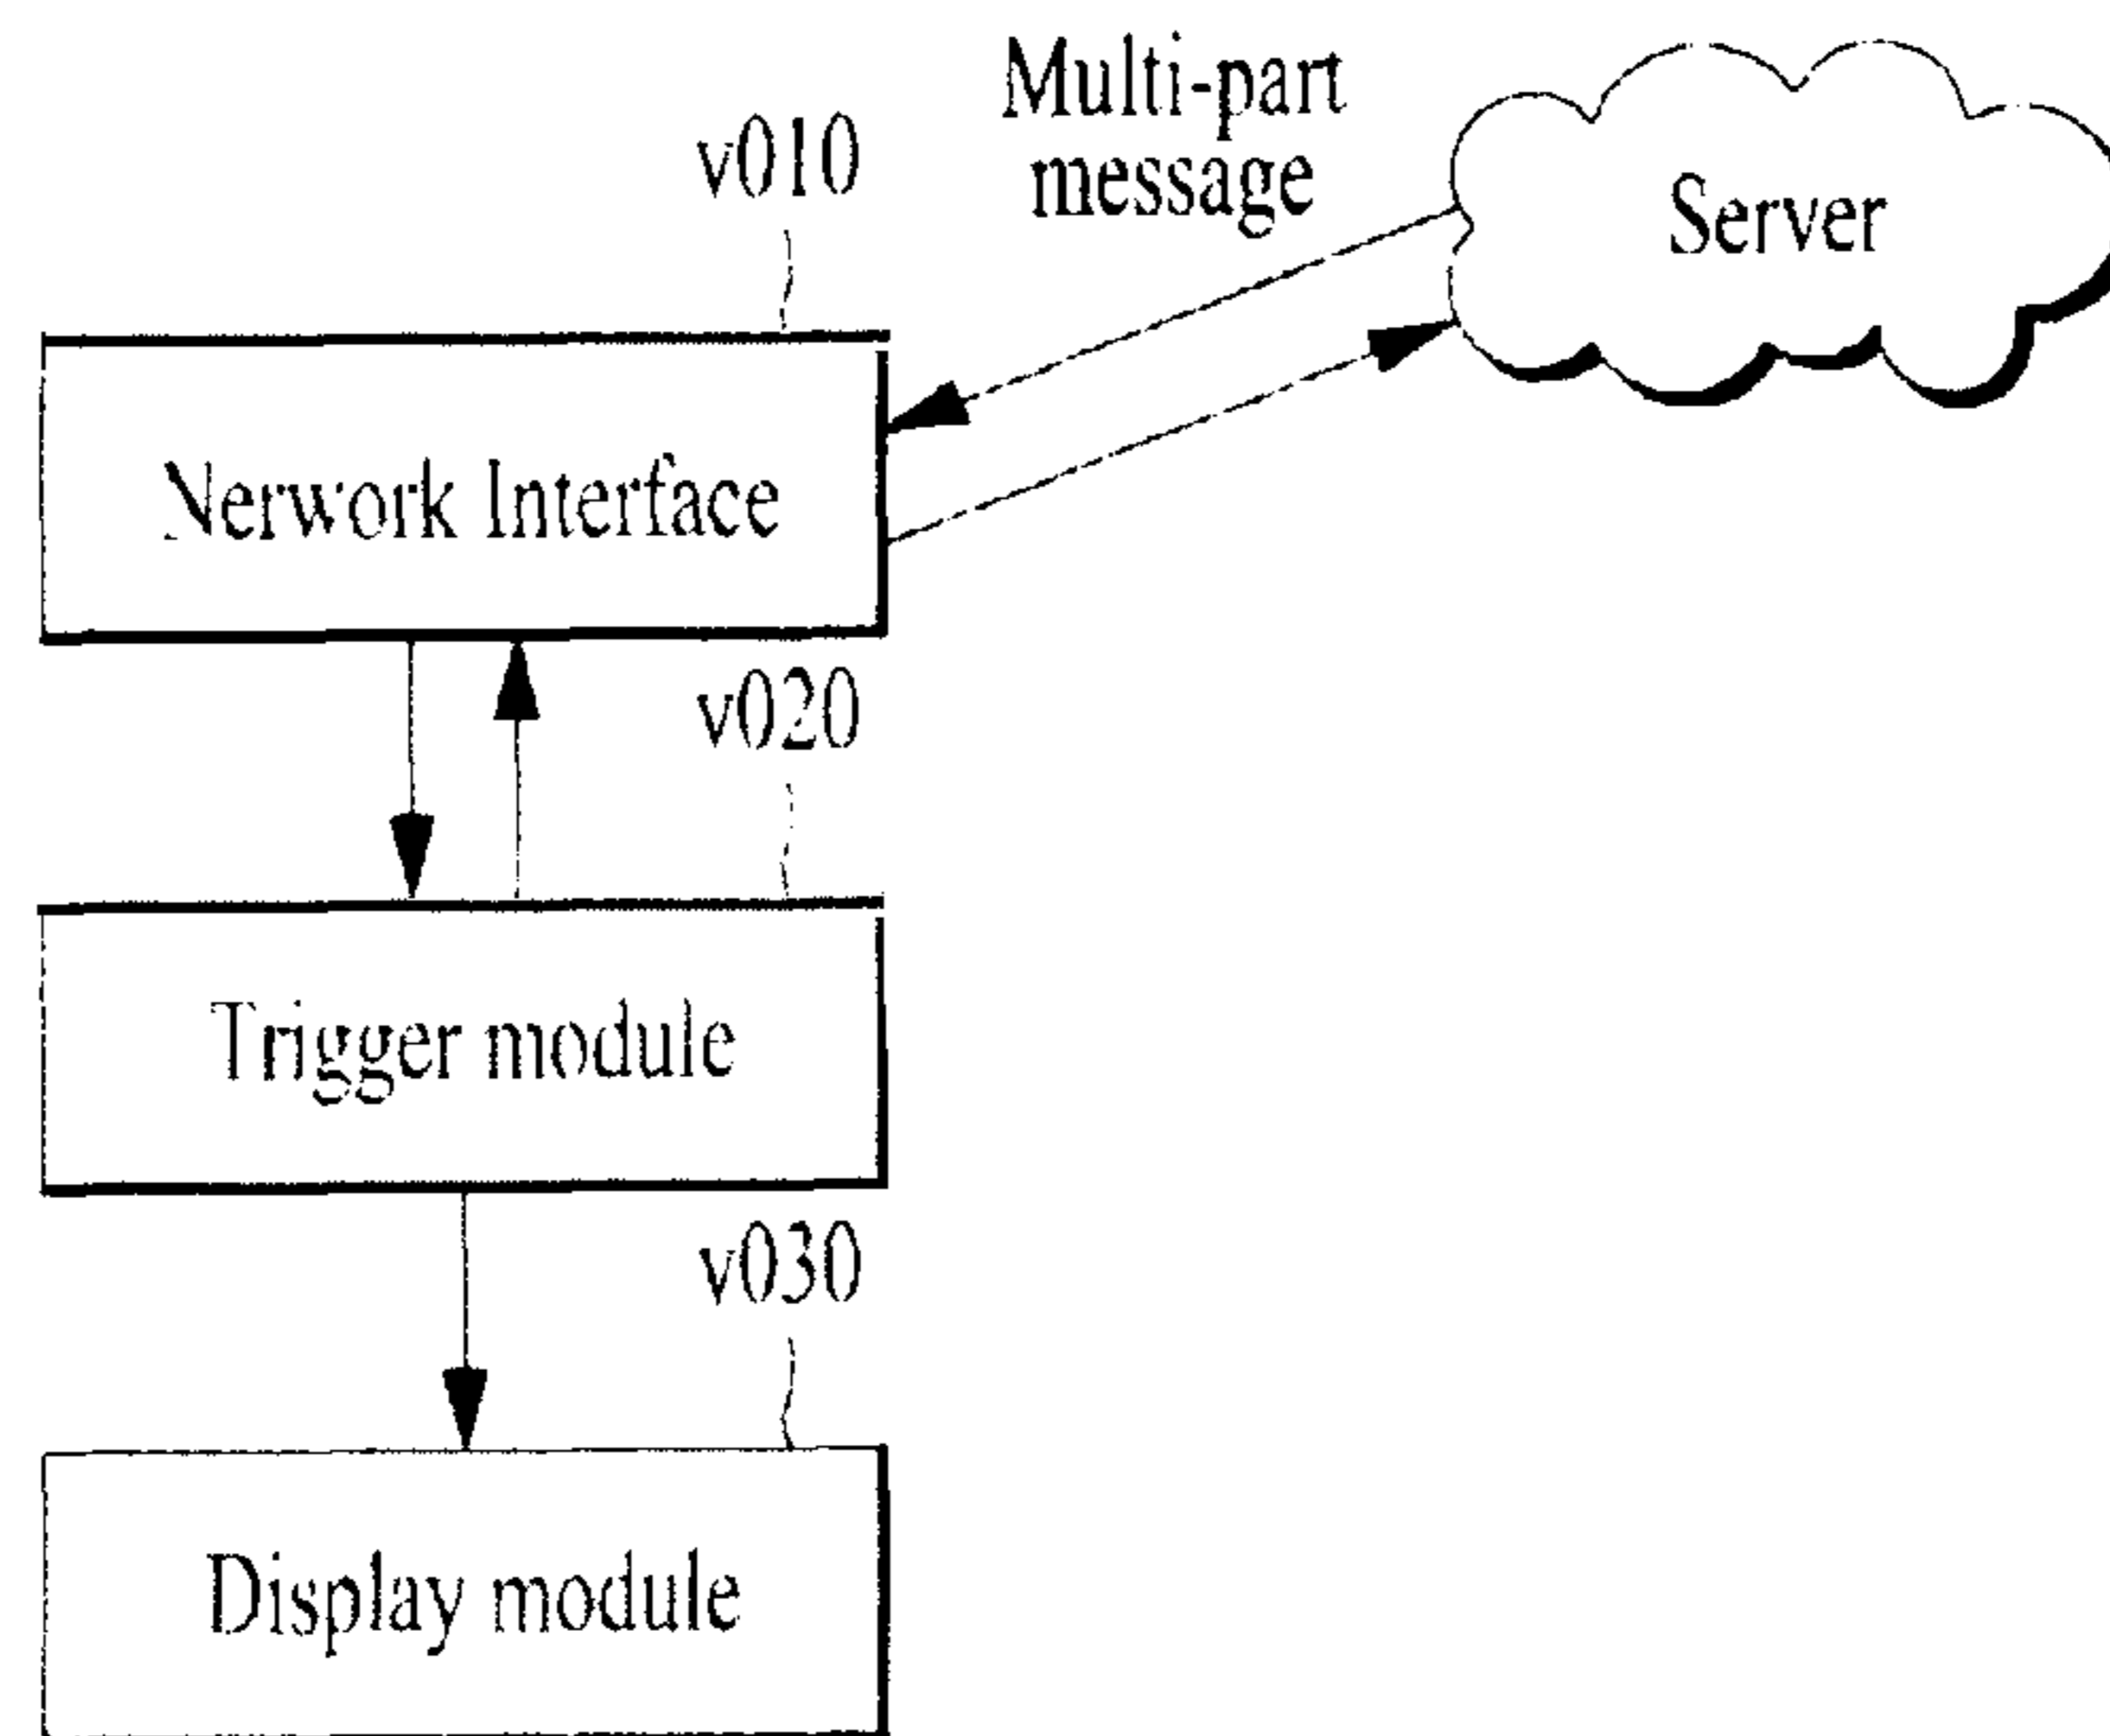 Multi-part
message
Server
v010
Nerwork Interface
v020
Trigger module
v030
Display module